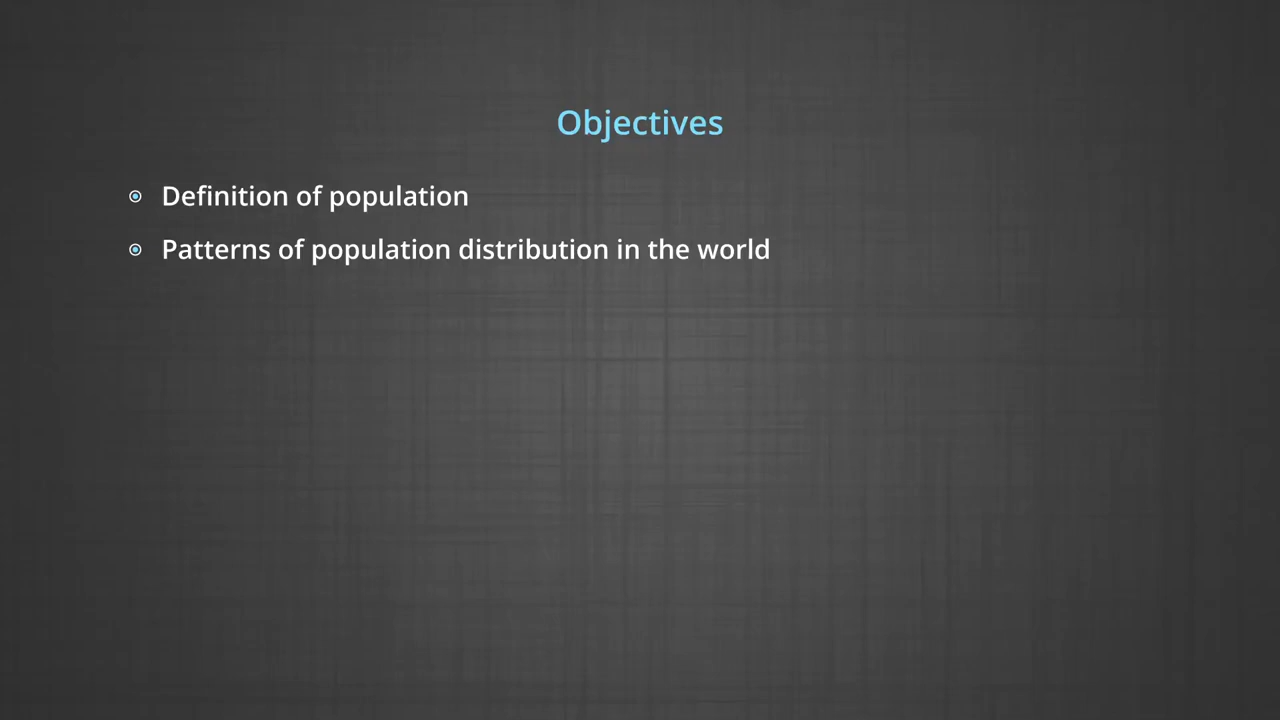 Objectives
Definition of population
Patterns of population distribution in the world